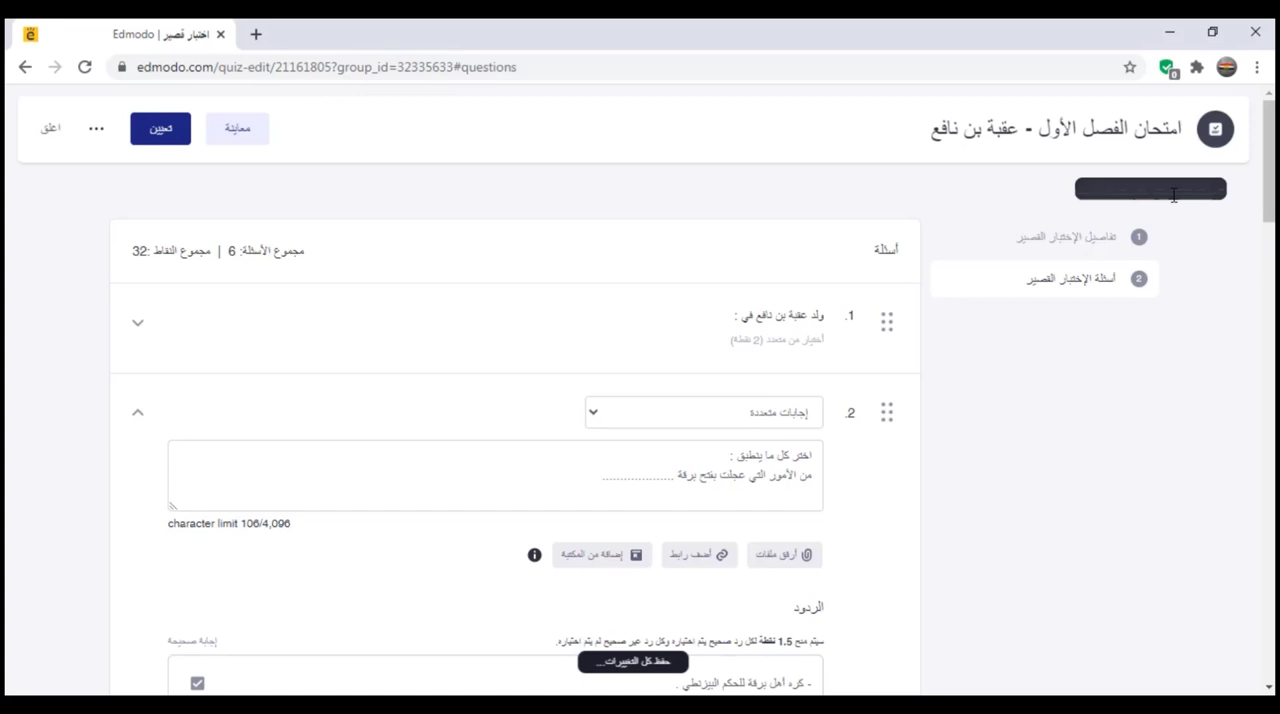 اختبار قصير | Edmodo
edmodo.com/quiz-edit/21161805?group_id=32335633#questions
0
امتحان الفصل الأول - عقبة بن نافع
معاينة
تعيين
اغلق
1 تفاصيل الإختبار القصير
2 أسئلة الإختبار القصير
أسئلة
مجموع الأسئلة: 6 | مجموع النقاط: 32
1. ولد عقبة بن نافع في :
أختيار من متعدد (2 نقطة)
2. إجابات متعددة
اختر كل ما ينطبق :
من الأمور التي عجلت بفتح برقة ...................
character limit 106/4,096
أرفق ملفات
أضف رابط
إضافة من المكتبة
الردود
سيتم منح 1.5 نقطة لكل رد صحيح يتم اختياره وكل رد غير صحيح لم يتم اختياره.
إجابة صحيحة
حفظ كل التغييرات...
- كره أهل برقة للحكم البيزنطي .